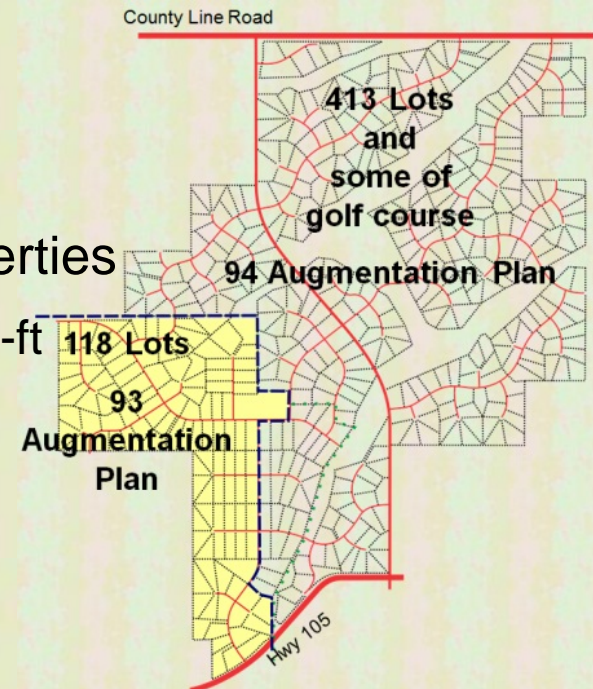 County Line Road
413 Lots
and
some of
golf course
94 Augmentation Plan
erties
-ft
118 Lots
93
Augmentation
Plan
Hwy 105